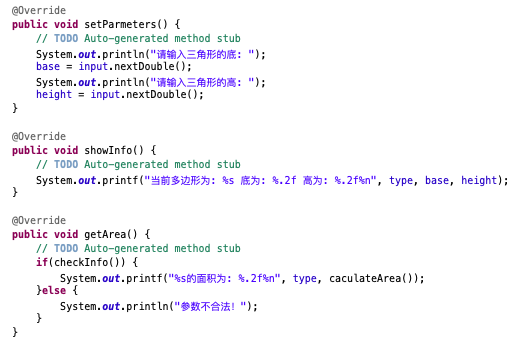 @Override
public void setParmeters() {
// TODO Auto-generated method stub
System.out.println("请输入三角形的底: ");
base = input.nextDouble();
System.out.println("请输入三角形的高: ");
height = input.nextDouble();
}
@Override
public void showInfo() {
// TODO Auto-generated method stub
System.out.printf("当前多边形为: %s 底为: %.2f 高为: %.2f%n", type, base, height);
}
@Override
public void getArea() {
// TODO Auto-generated method stub
if(checkInfo()) {
System.out.printf("%s的面积为: %.2f%n", type, caculateArea());
}else {
System.out.println("参数不合法！");
}
}